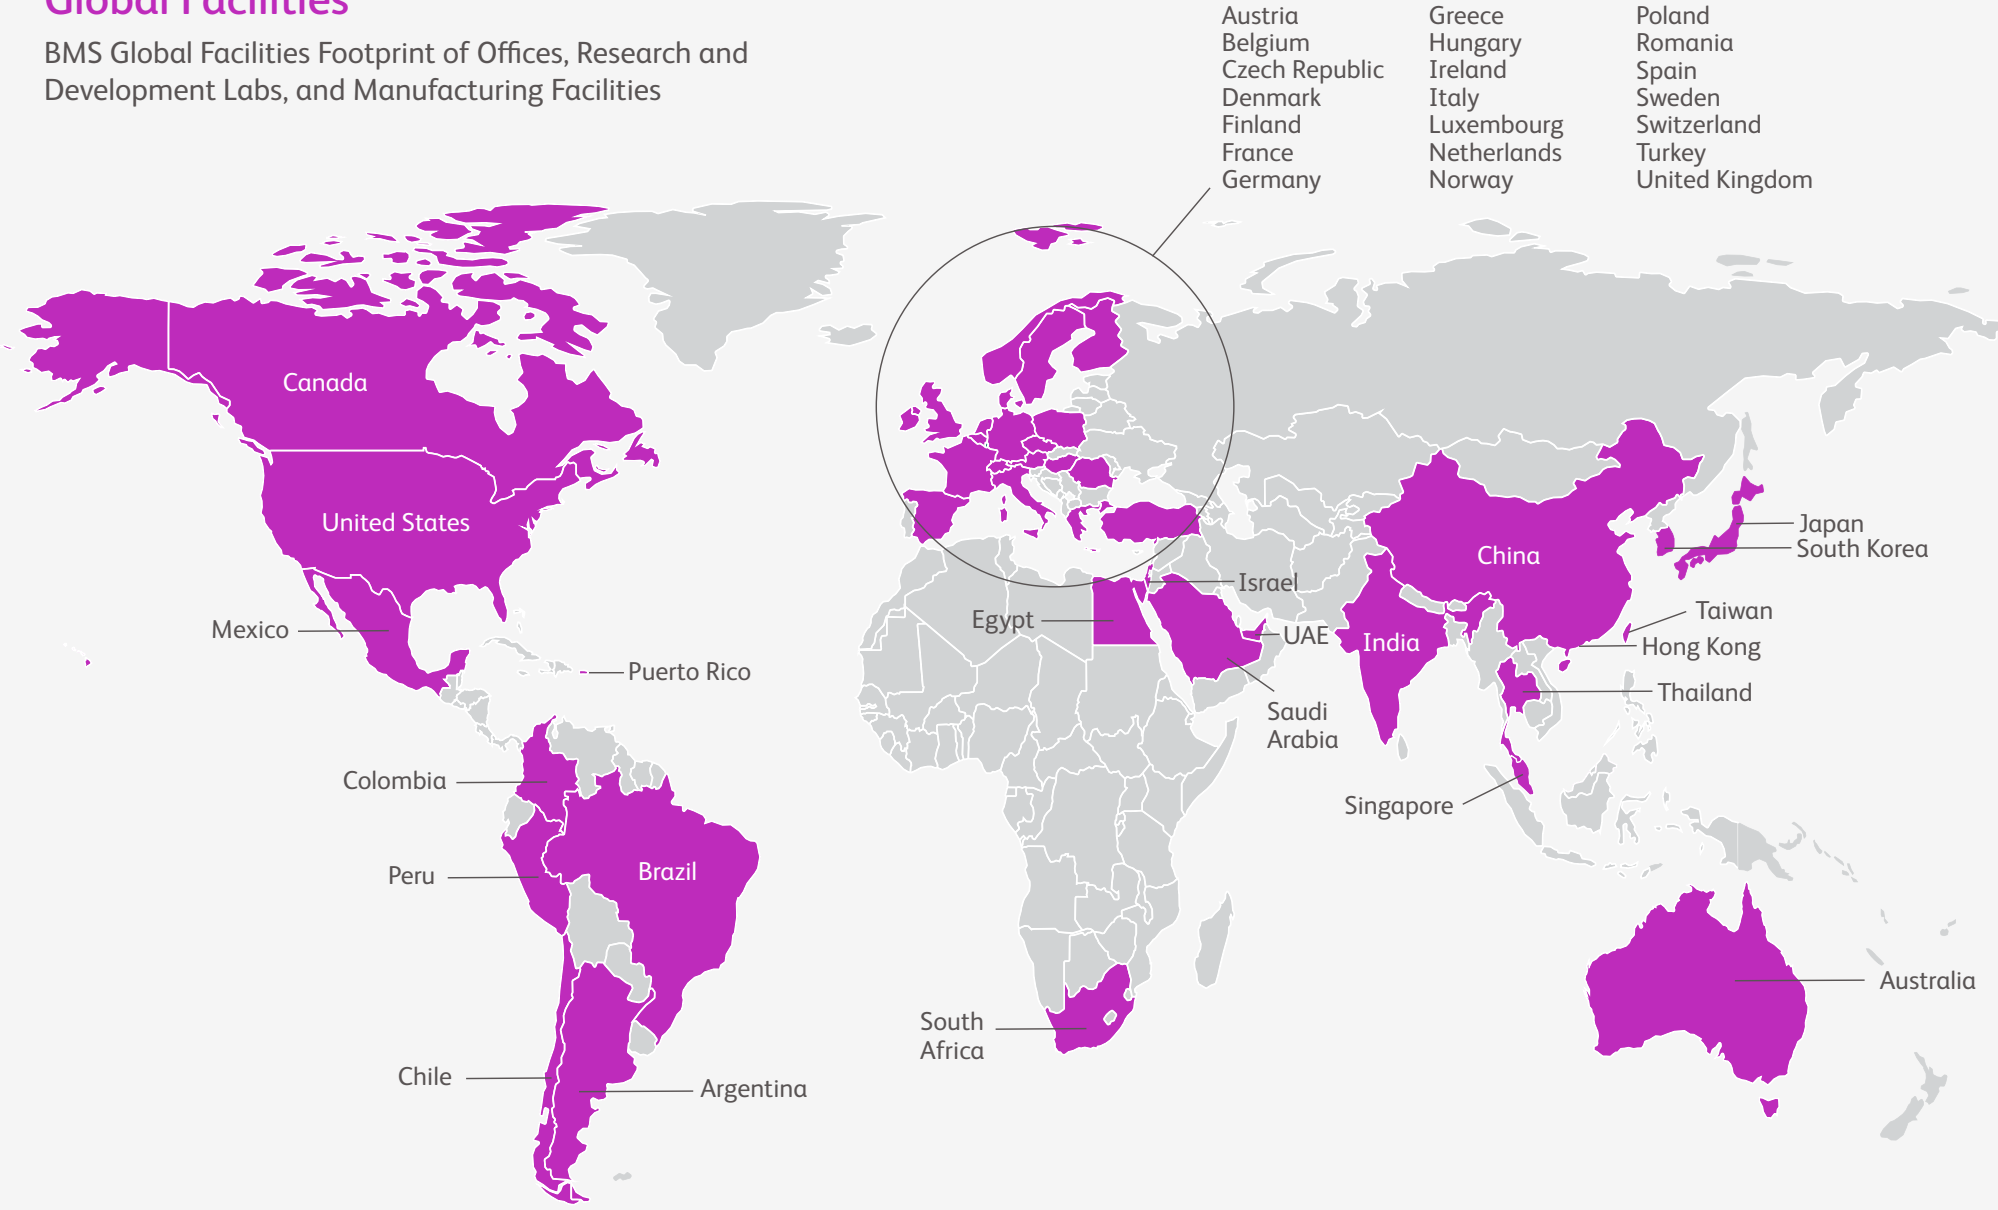 Global Facilities
BMS Global Facilities Footprint of Offices, Research and
Development Labs, and Manufacturing Facilities
Austria
Belgium
Czech Republic
Denmark
Finland
France
Germany
Greece
Hungary
Ireland
Italy
Luxembourg
Netherlands
Norway
Poland
Romania
Spain
Sweden
Switzerland
Turkey
United Kingdom
Canada
United States
Mexico
Puerto Rico
Colombia
Peru
Brazil
Chile
Argentina
Egypt
Israel
UAE
Saudi
Arabia
South
Africa
India
China
Japan
South Korea
Taiwan
Hong Kong
Thailand
Singapore
Australia